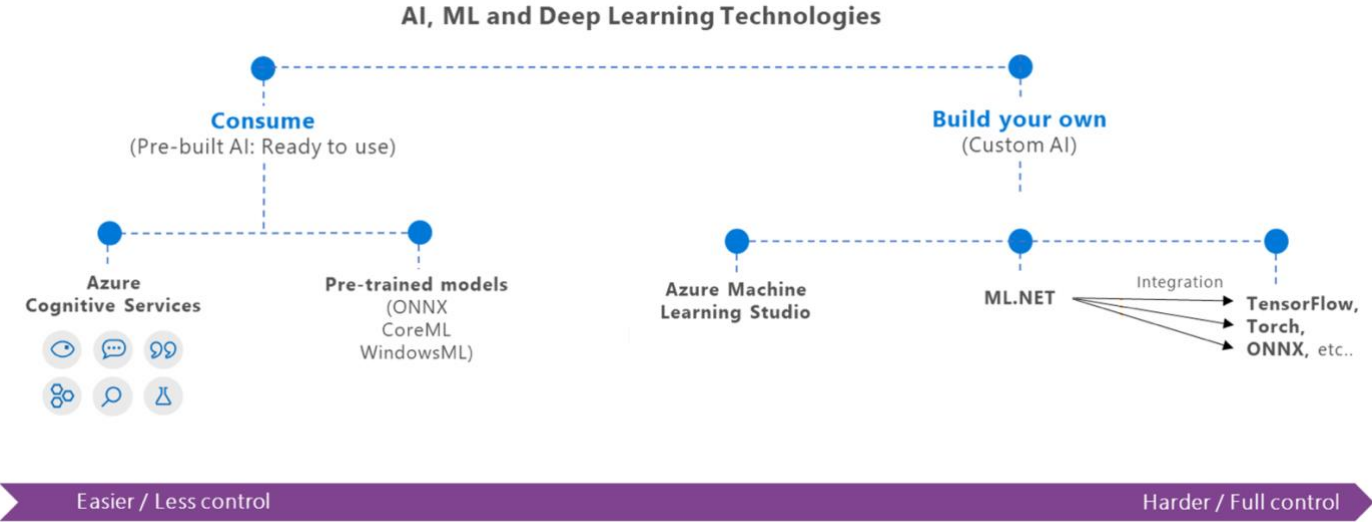 AI, ML and Deep Learning Technologies
Consume
(Pre-built AI: Ready to use)
Build your own
(Custom AI)
Azure
Cognitive Services
Pre-trained models
(ONNX
CoreML
WindowsML)
Azure Machine
Learning Studio
ML.NET
Integration
TensorFlow,
Torch,
ONNX, etc..
Easier / Less control
Harder / Full control